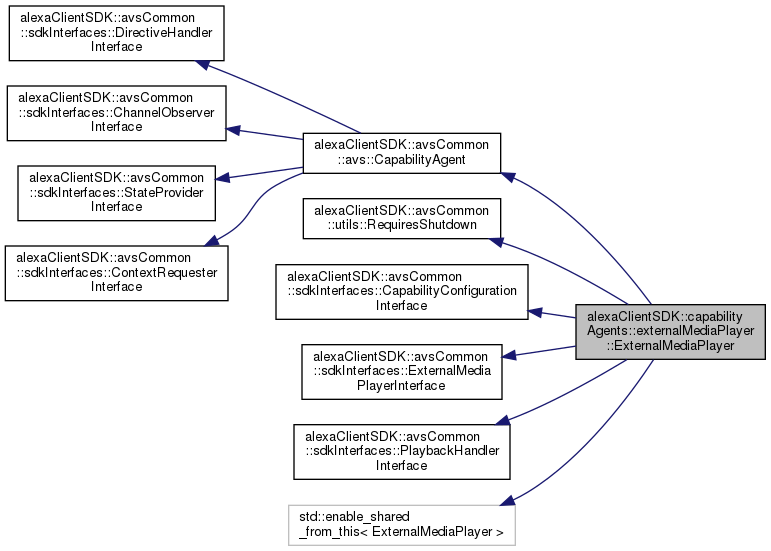 alexaClientSDK::avsCommon
::sdkInterfaces::DirectiveHandler
Interface
alexaClientSDK::avsCommon
::sdkInterfaces::ChannelObserver
Interface
alexaClientSDK::avsCommon
::sdkInterfaces::StateProvider
Interface
alexaClientSDK::avsCommon
::sdkInterfaces::ContextRequester
Interface
alexaClientSDK::avsCommon
::avs::CapabilityAgent
alexaClientSDK::avsCommon
::utils::RequiresShutdown
alexaClientSDK::avsCommon
::sdkInterfaces::CapabilityConfiguration
Interface
alexaClientSDK::avsCommon
::sdkInterfaces::ExternalMedia
PlayerInterface
alexaClientSDK::avsCommon
::sdkInterfaces::PlaybackHandler
Interface
std::enable_shared
_from_this< ExternalMediaPlayer >
alexaClientSDK::capability
Agents::externalMediaPlayer
::ExternalMediaPlayer